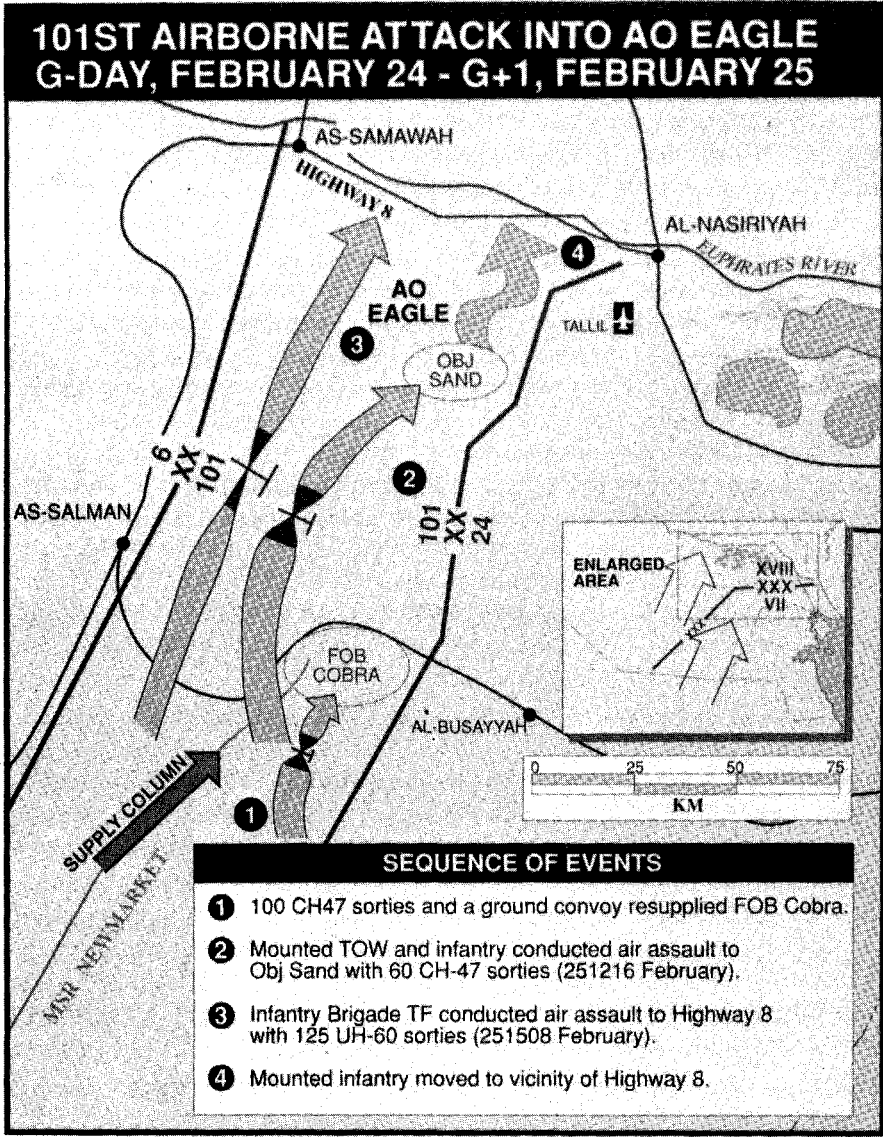 101ST AIRBORNE ATTACK INTO AO EAGLE
G-DAY, FEBRUARY 24 - G+1, FEBRUARY 25
AS-SAMAWAH
HIGHWAY 8
AL-NASIRIYAH
EUPHRATES RIVER
4
AO
EAGLE
3
TALLIL
OBJ
SAND
6
XX
101
2
AS-SALMAN
101
XX
24
ENLARGED
AREA
XVIII
XXX
VII
XXX
FOB
COBRA
AL-BUSAYYAH
0 25 50 75
KM
SUPPLY COLUMN
1
MSR NEWMARKET
SEQUENCE OF EVENTS
1 100 CH47 sorties and a ground convoy resupplied FOB Cobra.
2 Mounted TOW and infantry conducted air assault to
Obj Sand with 60 CH-47 sorties (251216 February).
3 Infantry Brigade TF conducted air assault to Highway 8
with 125 UH-60 sorties (251508 February).
4 Mounted infantry moved to vicinity of Highway 8.